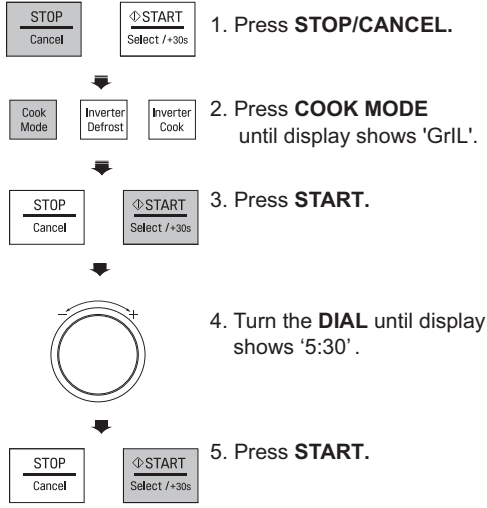 STOP
Cancel
START
Select /+30s
1. Press STOP/CANCEL.
Cook
Mode
Inverter
Defrost
Inverter
Cook
2. Press COOK MODE
until display shows 'GrIL'.
STOP
Cancel
START
Select /+30s
3. Press START.
− +
4. Turn the DIAL until display
shows ‘5:30’ .
STOP
Cancel
START
Select /+30s
5. Press START.